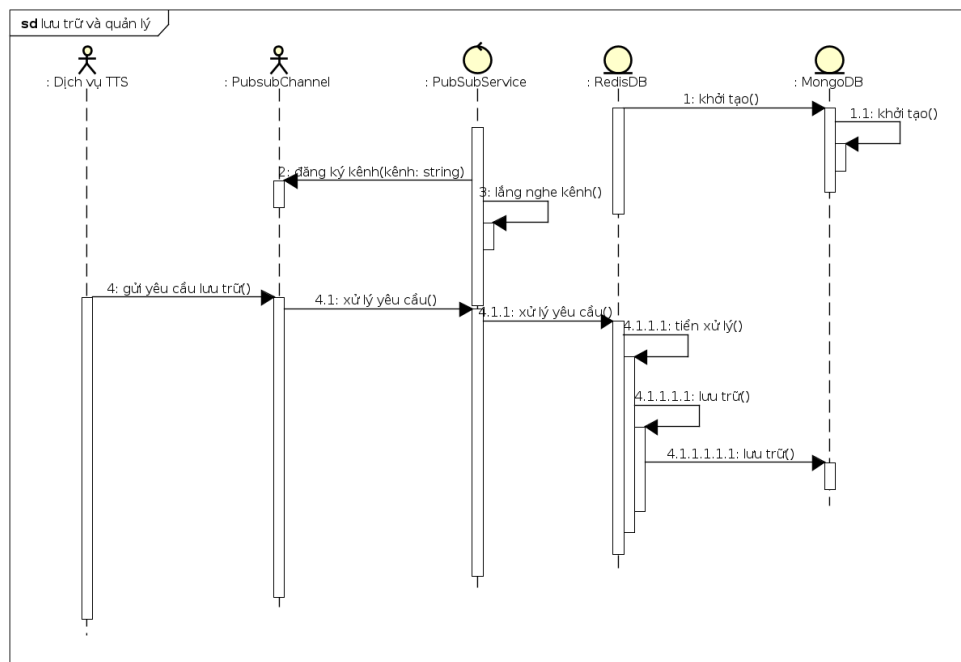 sd lưu trữ và quản lý
: Dịch vụ TTS
: PubsubChannel
: PubSubService
: RedisDB
: MongoDB
1: khởi tạo()
1.1: khởi tạo()
2: đăng ký kênh(kênh: string)
3: lắng nghe kênh()
4: gửi yêu cầu lưu trữ()
4.1: xử lý yêu cầu()
4.1.1: xử lý yêu cầu()
4.1.1.1: tiền xử lý()
4.1.1.1.1: lưu trữ()
4.1.1.1.1.1: lưu trữ()